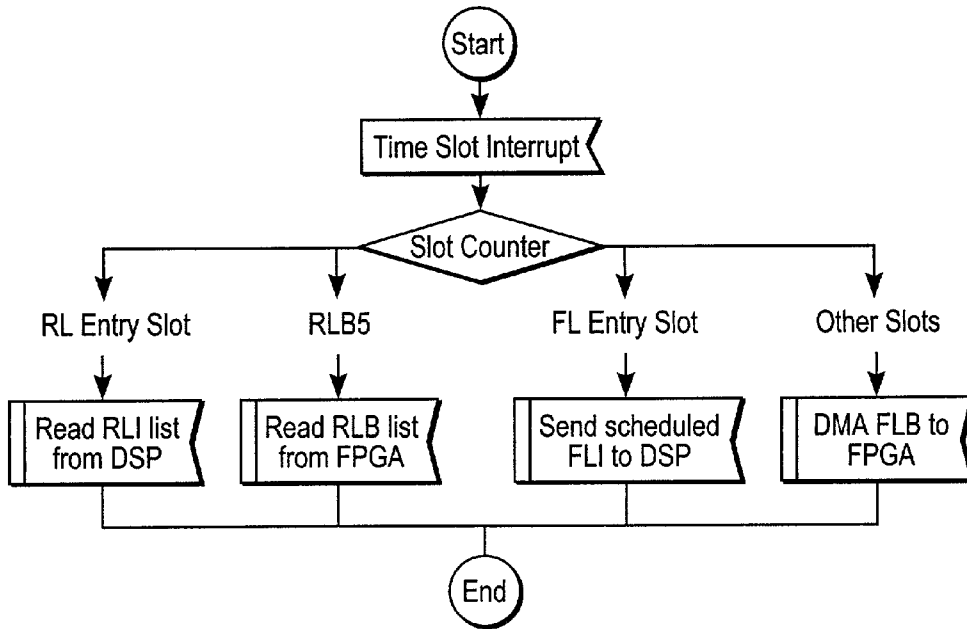 Start
Time Slot Interrupt
Slot Counter
RL Entry Slot
RLB5
FL Entry Slot
Other Slots
Read RLI list
from DSP
Read RLB list
from FPGA
Send scheduled
FLI to DSP
DMA FLB to
FPGA
End